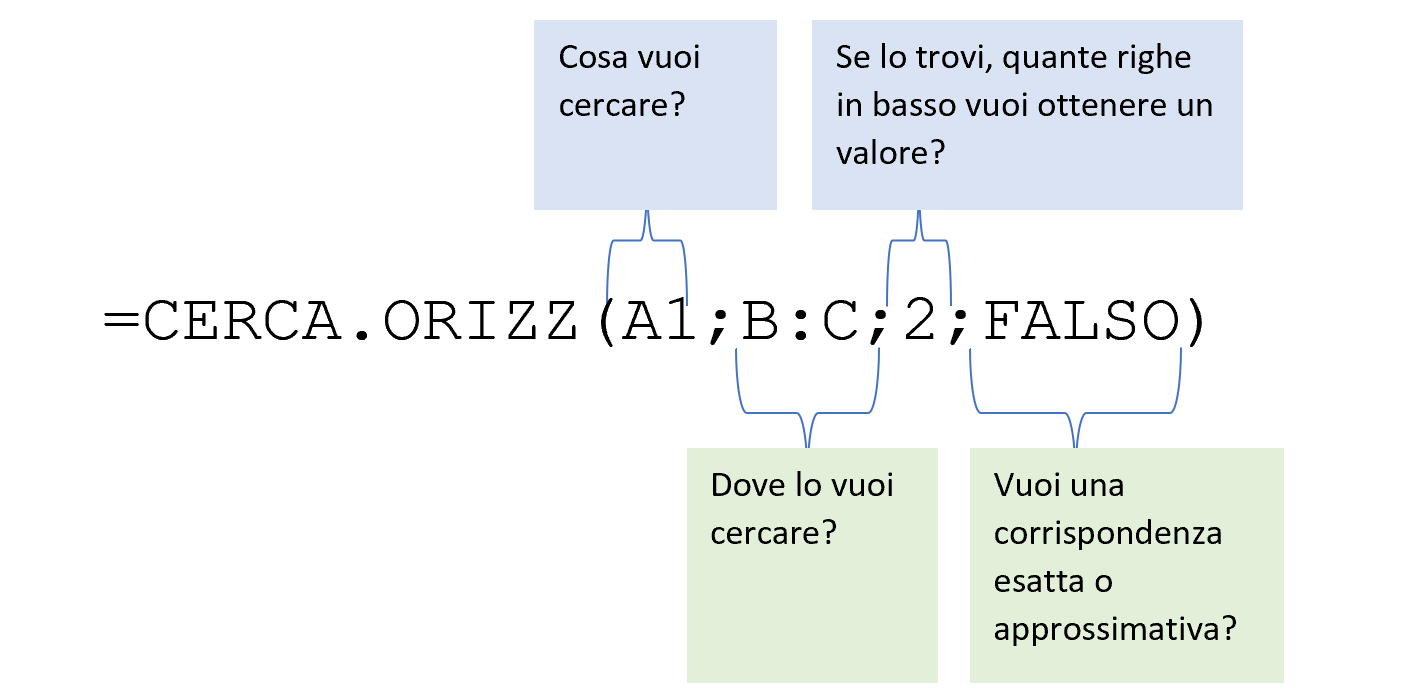 Cosa vuoi
cercare?
Se lo trovi, quante righe
in basso vuoi ottenere un
valore?
=CERCA.ORIZZ(A1;B:C;2;FALSO)
Dove lo vuoi
cercare?
Vuoi una
corrispondenza
esatta o
approssimativa?